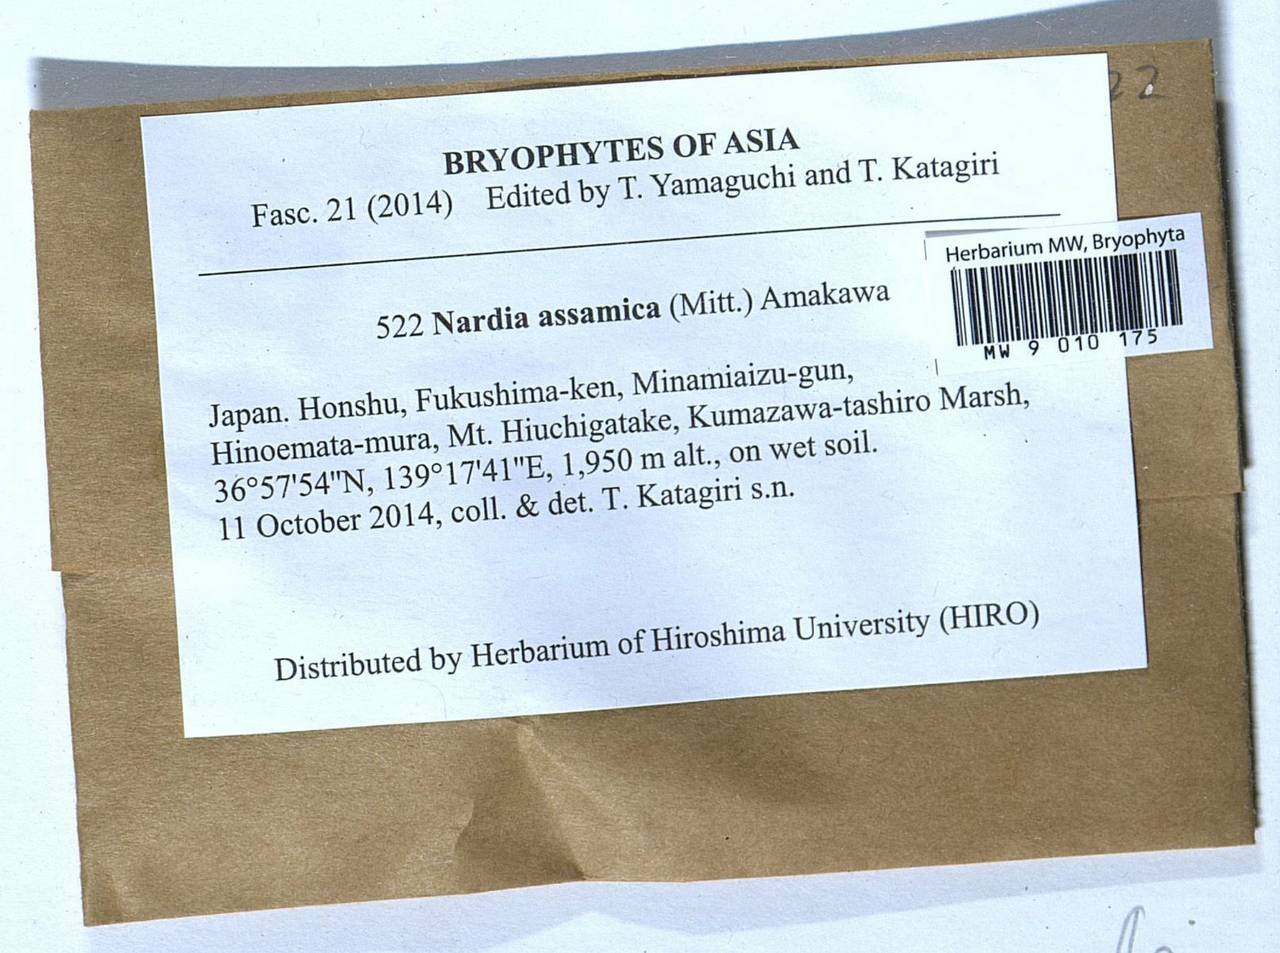 22
BRYOPHYTES OF ASIA
Fasc. 21 (2014) Edited by T. Yamaguchi and T. Katagiri
Herbarium MW, Bryophyta
MW 9 010 175
522 Nardia assamica (Mitt.) Amakawa
Japan. Honshu, Fukushima-ken, Minamiaizu-gun,
Hinoemata-mura, Mt. Hiuchigatake, Kumazawa-tashiro Marsh,
36°57'54"N, 139°17'41"E, 1,950 m alt., on wet soil.
11 October 2014, coll. & det. T. Katagiri s.n.
Distributed by Herbarium of Hiroshima University (HIRO)